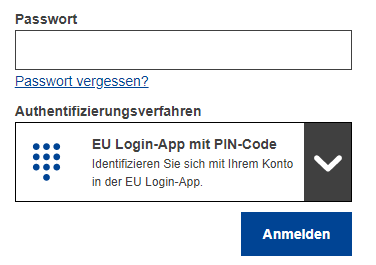 Passwort
Passwort vergessen?
Authentifizierungsverfahren
EU Login-App mit PIN-Code
Identifizieren Sie sich mit Ihrem Konto
in der EU Login-App.
Anmelden